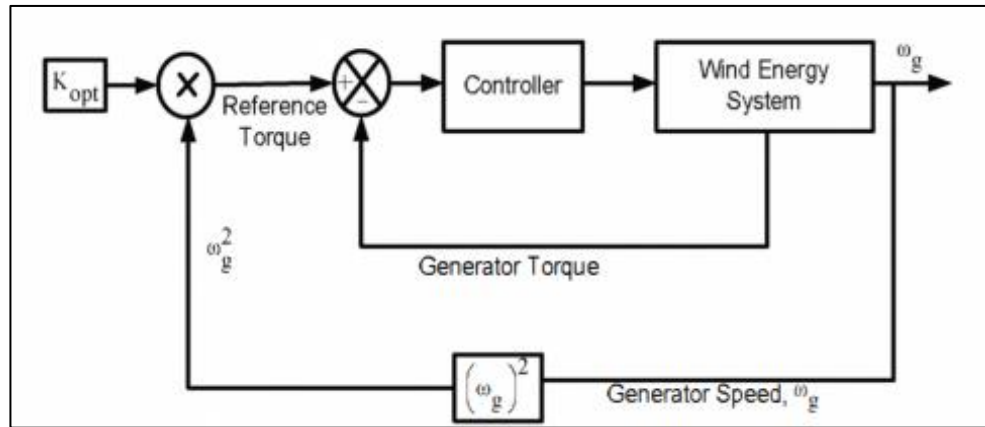 K_opt
×
Reference
Torque
+
-
Controller
Wind Energy
System
ω_g
Generator Torque
ω_g^2
(ω_g)^2
Generator Speed, ω_g